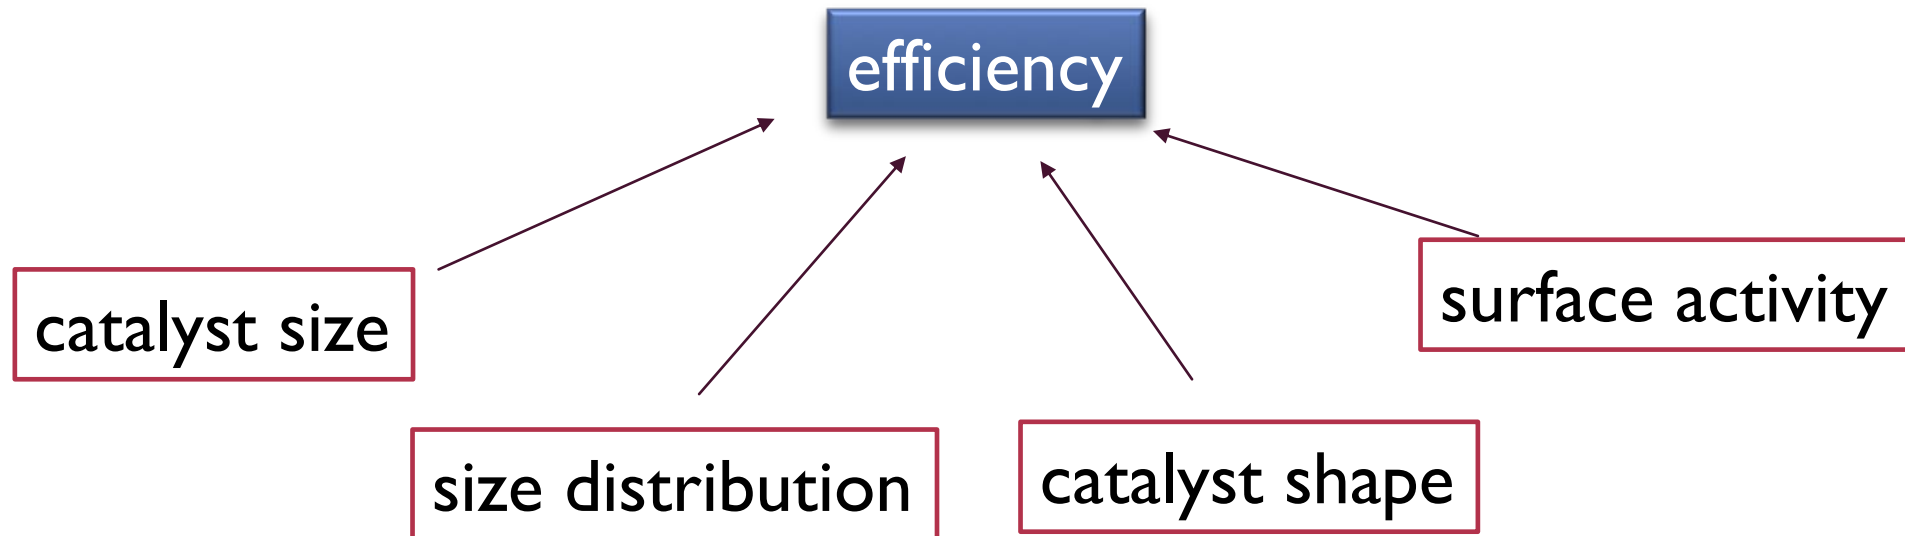 efficiency
catalyst size
surface activity
size distribution
catalyst shape